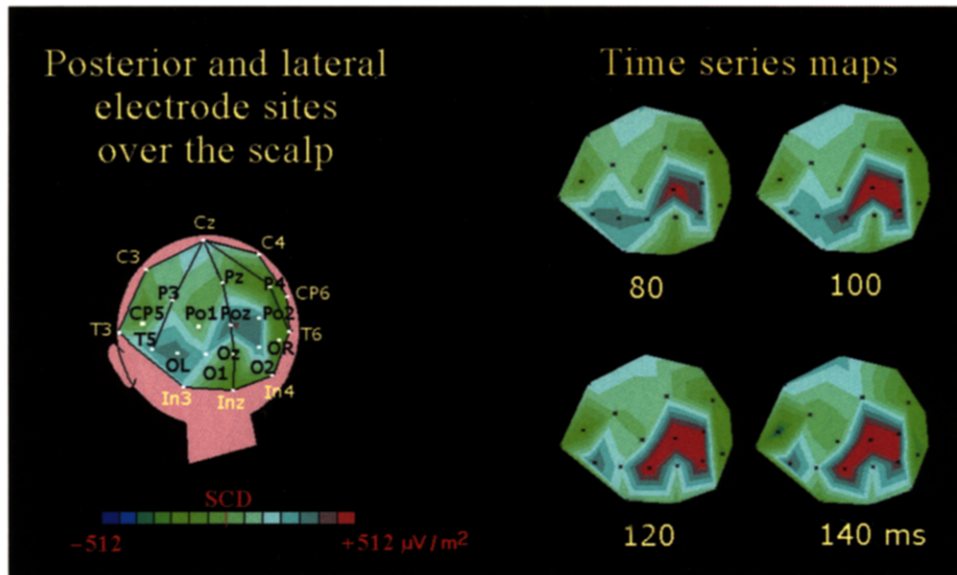 Posterior and lateral
electrode sites
over the scalp
Time series maps
80
100
120
140 ms
Cz
C3
C4
Pz
P4
P3
CP6
CP5
Po1
Poz
Po2
T3
T5
T6
OL
Oz
OR
O1
O2
In3
Inz
In4
SCD
−512
+512 μV/m²